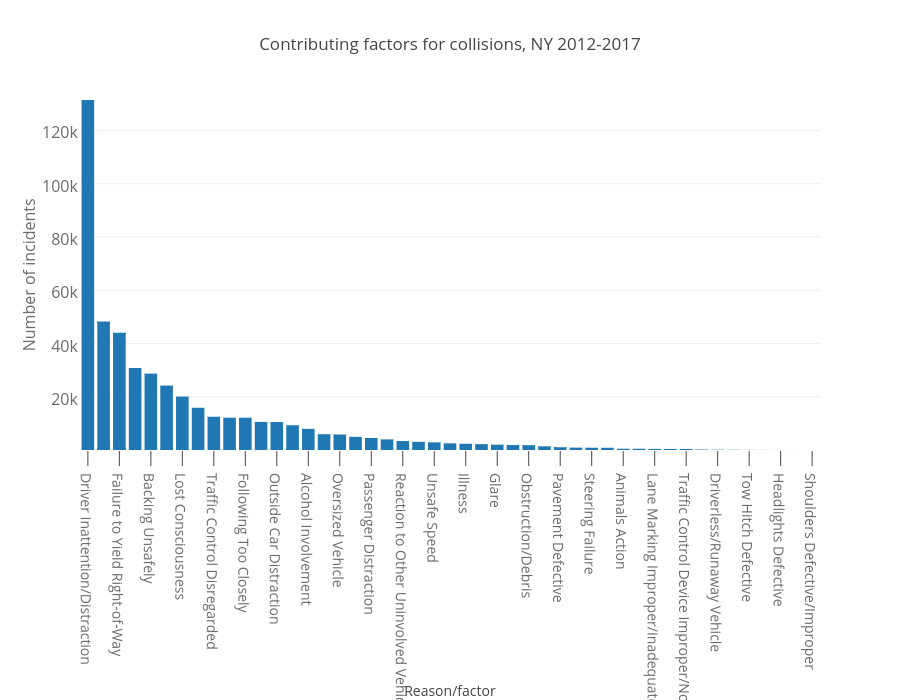 Contributing factors for collisions, NY 2012-2017
120k
100k
80k
60k
40k
20k
Number of incidents
Driver Inattention/Distraction
Failure to Yield Right-of-Way
Backing Unsafely
Lost Consciousness
Traffic Control Disregarded
Following Too Closely
Outside Car Distraction
Alcohol Involvement
Oversized Vehicle
Passenger Distraction
Reaction to Other Uninvolved
Unsafe Speed
Illness
Glare
Obstruction/Debris
Pavement Defective
Steering Failure
Animals Action
Lane Marking Improper/Inadequat
Traffic Control Device Improper/No
Driverless/Runaway Vehicle
Tow Hitch Defective
Headlights Defective
Shoulders Defective/Improper
Reason/factor